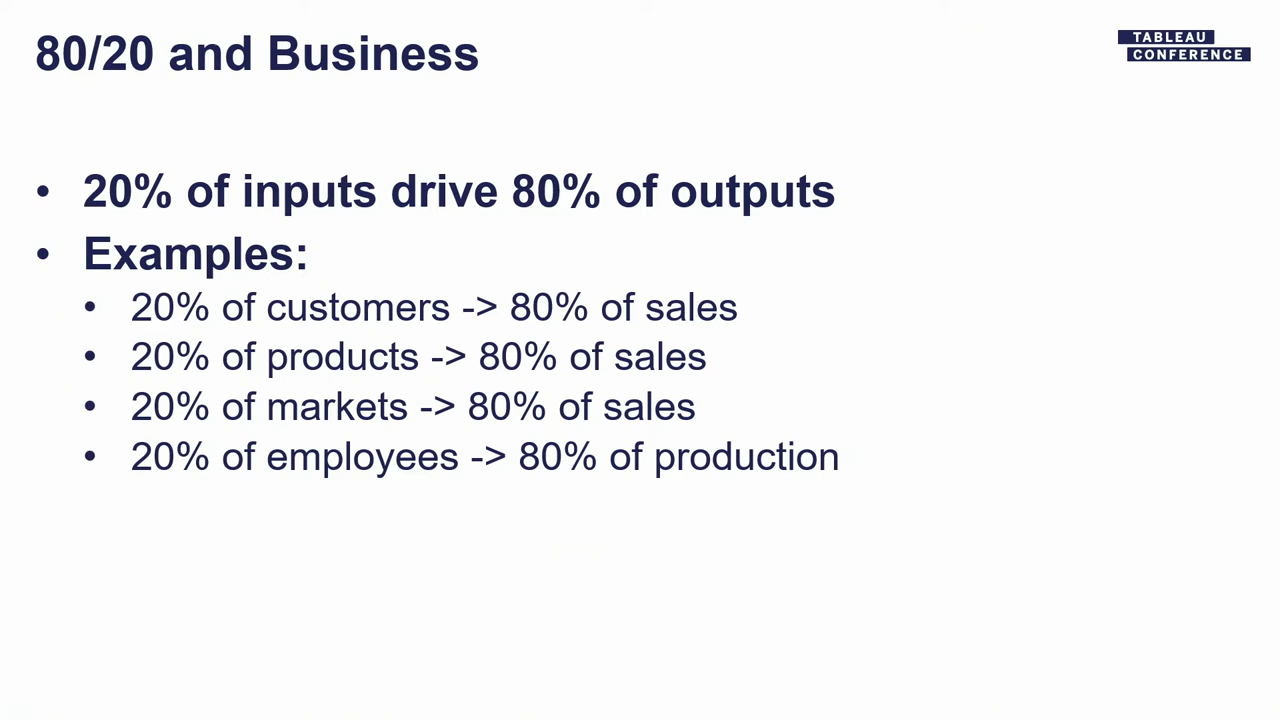 80/20 and Business
TABLEAU
CONFERENCE
• 20% of inputs drive 80% of outputs
• Examples:
• 20% of customers -> 80% of sales
• 20% of products -> 80% of sales
• 20% of markets -> 80% of sales
• 20% of employees -> 80% of production